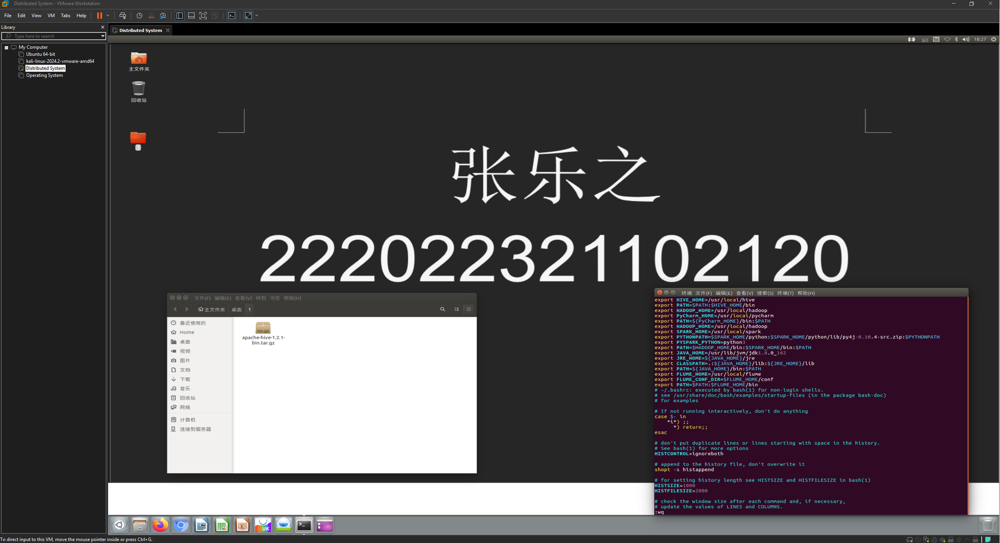 Distributed System - VMware Workstation
File Edit View VM Tabs Help
Library
Type here to search
My Computer
Ubuntu 64-bit
kali-linux-2024.2-vmware-amd64
Distributed System
Operating System
Distributed System
18:27
主文件夹
回收站
1
张乐之
222022321102120
文件(F) 编辑(E) 查看(V) 转到 书签 帮助(H)
主文件夹 桌面 1
最近使用的
Home
桌面
视频
图片
文档
下载
音乐
回收站
网络
计算机
连接到服务器
tar.gz
apache-hive-1.2.1-
bin.tar.gz
终端 文件(F) 编辑(E) 查看(V) 搜索(S) 终端(T) 帮助(H)
export HIVE_HOME=/usr/local/hive
export PATH=$PATH:$HIVE_HOME/bin
export HADOOP_HOME=/usr/local/hadoop
export PyCharm_HOME=/usr/local/pycharm
export PATH=${PyCharm_HOME}/bin:$PATH
export HADOOP_HOME=/usr/local/hadoop
export SPARK_HOME=/usr/local/spark
export PYTHONPATH=$SPARK_HOME/python:$SPARK_HOME/python/lib/py4j-0.10.4-src.zip:$PYTHONPATH
export PYSPARK_PYTHON=python3
export PATH=$HADOOP_HOME/bin:$SPARK_HOME/bin:$PATH
export JAVA_HOME=/usr/lib/jvm/jdk1.8.0_162
export JRE_HOME=${JAVA_HOME}/jre
export CLASSPATH=.:${JAVA_HOME}/lib:${JRE_HOME}/lib
export PATH=${JAVA_HOME}/bin:$PATH
export FLUME_HOME=/usr/local/flume
export FLUME_CONF_DIR=$FLUME_HOME/conf
export PATH=$PATH:$FLUME_HOME/bin
# ~/.bashrc: executed by bash(1) for non-login shells.
# see /usr/share/doc/bash/examples/startup-files (in the package bash-doc)
# for examples
# If not running interactively, don't do anything
case $- in
*i*) ;;
*) return;;
esac
# don't put duplicate lines or lines starting with space in the history.
# See bash(1) for more options
HISTCONTROL=ignoreboth
# append to the history file, don't overwrite it
shopt -s histappend
# for setting history length see HISTSIZE and HISTFILESIZE in bash(1)
HISTSIZE=1000
HISTFILESIZE=2000
# check the window size after each command and, if necessary,
# update the values of LINES and COLUMNS.
:wq
UK
To direct input to this VM, move the mouse pointer inside or press Ctrl+G.